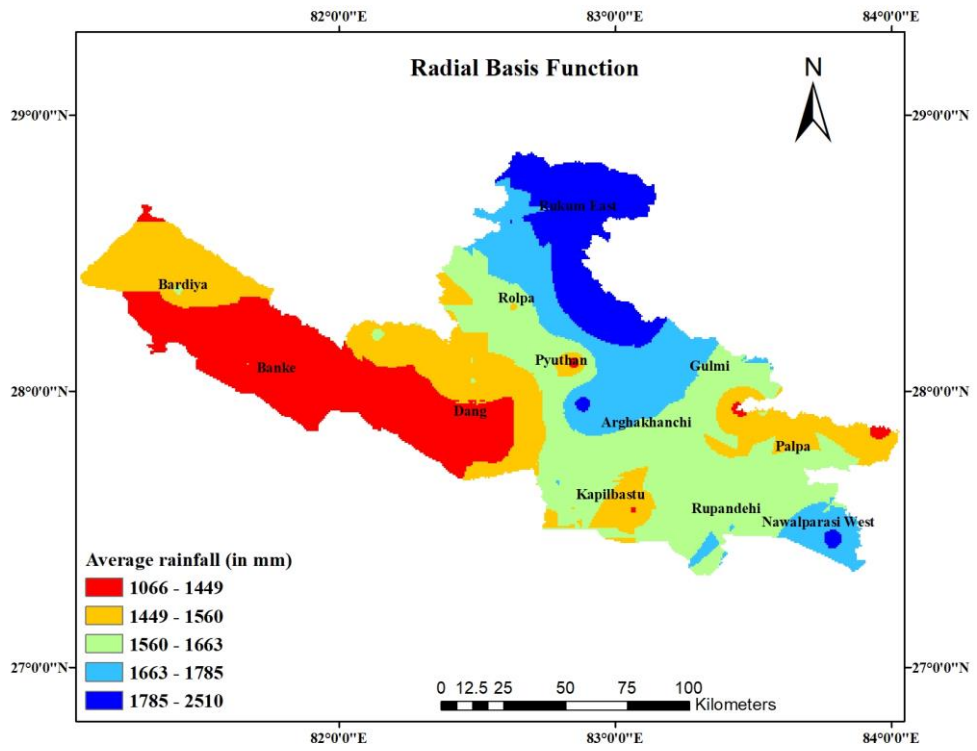 82°0'0"E 83°0'0"E 84°0'0"E
Radial Basis Function
N
29°0'0"N 29°0'0"N
Rukam East
Bardiya
Rolpa
Pyuthan
Gulmi
Banke
28°0'0"N 28°0'0"N
Dang
Arghakhanchi
Palpa
Kapilbastu
Rupandehi
Nawalparasi West
Average rainfall (in mm)
1066 - 1449
1449 - 1560
1560 - 1663
1663 - 1785
1785 - 2510
27°0'0"N 27°0'0"N
0 12.5 25 50 75 100
Kilometers
82°0'0"E 83°0'0"E 84°0'0"E